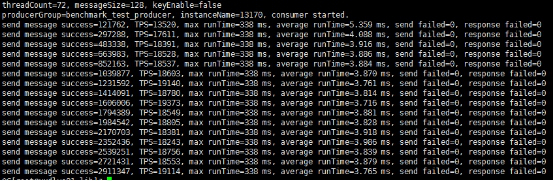 threadCount=72, messageSize=128, keyEnable=false
producerGroup=benchmark_test_producer, instanceName=13170, consumer started.
send message success=121762, TPS=13520, max runTime=338 ms, average runTime=5.359 ms, send failed=0, response failed=0
send message success=297288, TPS=17611, max runTime=338 ms, average runTime=4.088 ms, send failed=0, response failed=0
send message success=483338, TPS=18391, max runTime=338 ms, average runTime=3.916 ms, send failed=0, response failed=0
send message success=663983, TPS=18528, max runTime=338 ms, average runTime=3.886 ms, send failed=0, response failed=0
send message success=852163, TPS=18537, max runTime=338 ms, average runTime=3.884 ms, send failed=0, response failed=0
send message success=1039877, TPS=18603, max runTime=338 ms, average runTime=3.870 ms, send failed=0, response failed=0
send message success=1231592, TPS=19140, max runTime=338 ms, average runTime=3.761 ms, send failed=0, response failed=0
send message success=1414091, TPS=18780, max runTime=338 ms, average runTime=3.814 ms, send failed=0, response failed=0
send message success=1606006, TPS=19373, max runTime=338 ms, average runTime=3.716 ms, send failed=0, response failed=0
send message success=1794389, TPS=18549, max runTime=338 ms, average runTime=3.881 ms, send failed=0, response failed=0
send message success=1984542, TPS=18805, max runTime=338 ms, average runTime=3.828 ms, send failed=0, response failed=0
send message success=2170703, TPS=18381, max runTime=338 ms, average runTime=3.918 ms, send failed=0, response failed=0
send message success=2352436, TPS=18243, max runTime=338 ms, average runTime=3.906 ms, send failed=0, response failed=0
send message success=2539251, TPS=18756, max runTime=338 ms, average runTime=3.839 ms, send failed=0, response failed=0
send message success=2721431, TPS=18553, max runTime=338 ms, average runTime=3.879 ms, send failed=0, response failed=0
send message success=2911347, TPS=19114, max runTime=338 ms, average runTime=3.765 ms, send failed=0, response failed=0